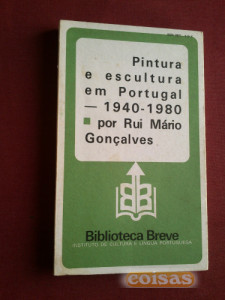 Pintura
e escultura
em Portugal
— 1940-1980
■ por Rui Mário
Gonçalves
Biblioteca Breve
INSTITUTO DE CULTURA E LÍNGUA PORTUGUESA
coisas